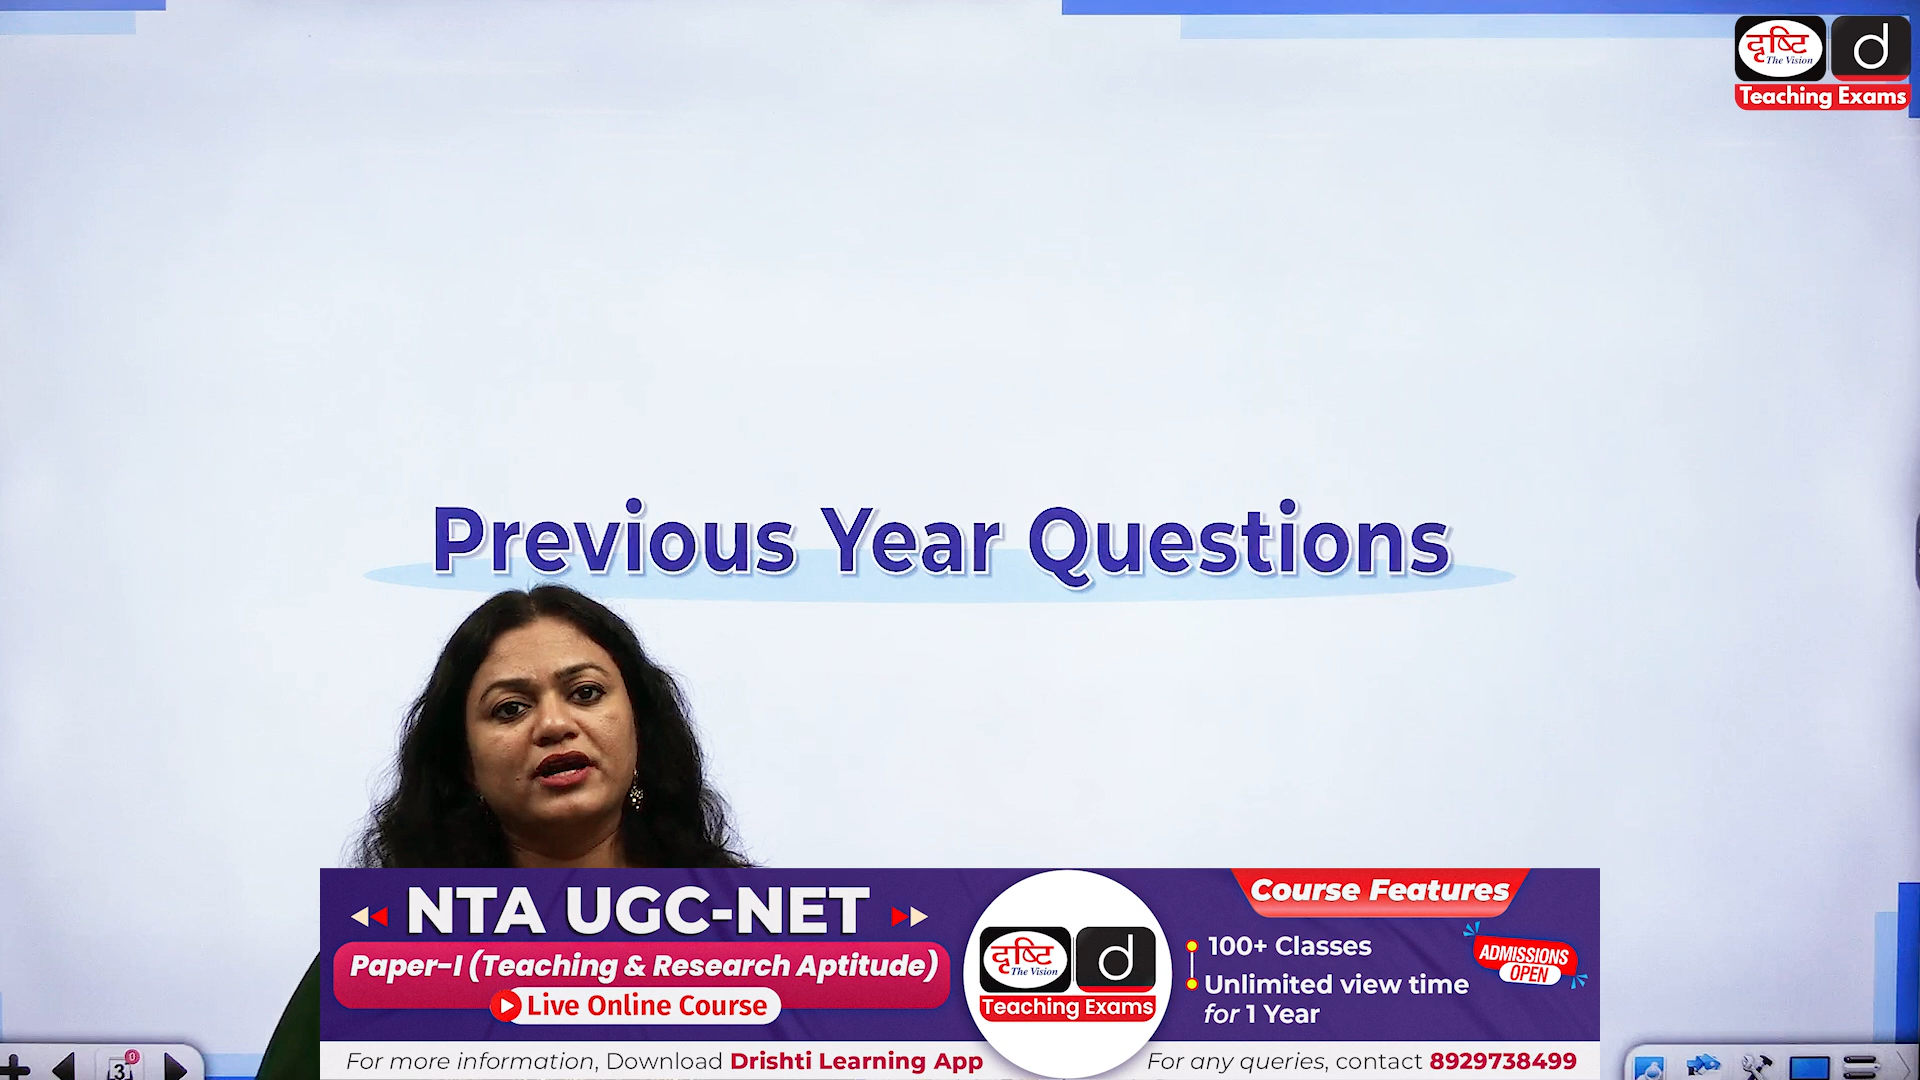 दृष्टि
The Vision
d
Teaching Exams
Previous Year Questions
NTA UGC-NET
Paper-I (Teaching & Research Aptitude)
Live Online Course
दृष्टि
The Vision
d
Teaching Exams
Course Features
100+ Classes
Unlimited view time
for 1 Year
ADMISSIONS
OPEN
For more information, Download Drishti Learning App
For any queries, contact 8929738499
3
0